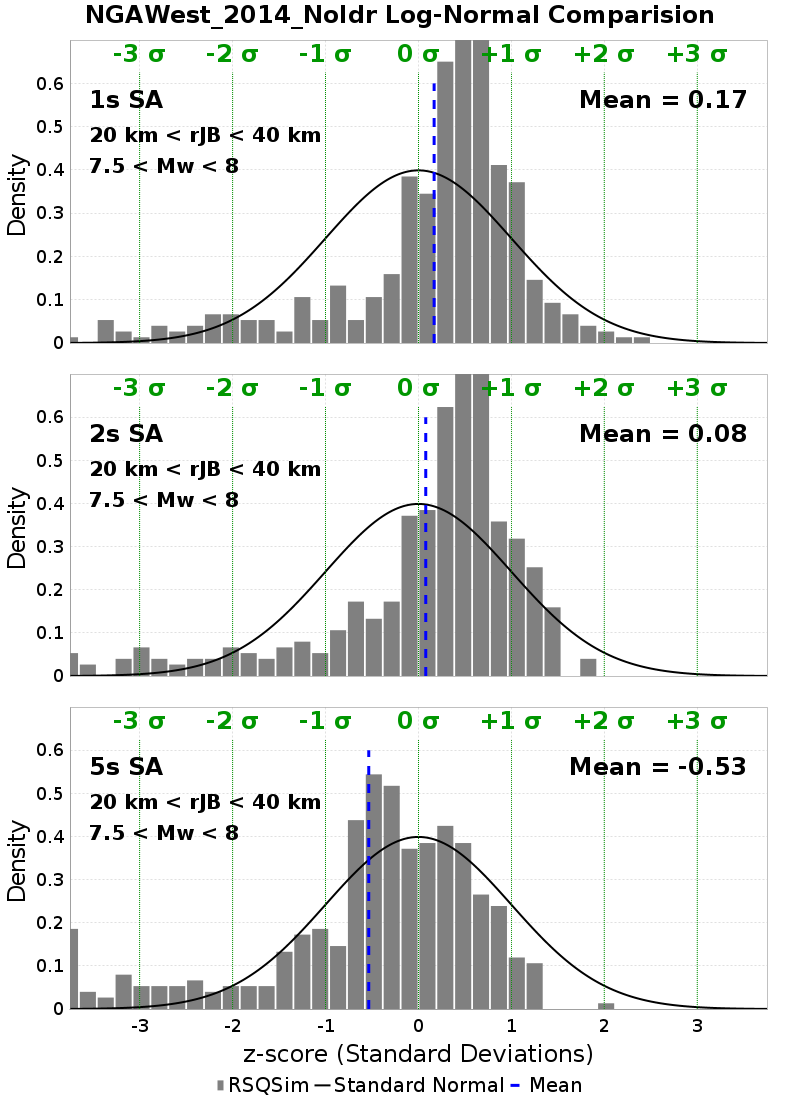 NGAWest_2014_NoIdr Log-Normal Comparision
-3 σ -2 σ -1 σ 0 σ +1 σ +2 σ +3 σ
1s SA
Mean = 0.17
20 km < rJB < 40 km
7.5 < Mw < 8
Density
0.6
0.5
0.4
0.3
0.2
0.1
0
-3 σ -2 σ -1 σ 0 σ +1 σ +2 σ +3 σ
2s SA
Mean = 0.08
20 km < rJB < 40 km
7.5 < Mw < 8
Density
0.6
0.5
0.4
0.3
0.2
0.1
0
-3 σ -2 σ -1 σ 0 σ +1 σ +2 σ +3 σ
5s SA
Mean = -0.53
20 km < rJB < 40 km
7.5 < Mw < 8
Density
0.6
0.5
0.4
0.3
0.2
0.1
0
-3 -2 -1 0 1 2 3
z-score (Standard Deviations)
RSQSim Standard Normal Mean